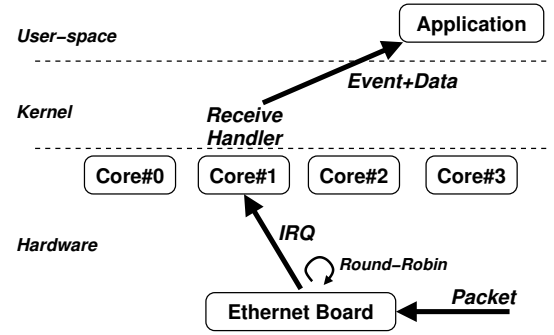 Application
User-space
Event+Data
Kernel
Receive
Handler
Core#0 Core#1 Core#2 Core#3
IRQ
Hardware
Round-Robin
Packet
Ethernet Board